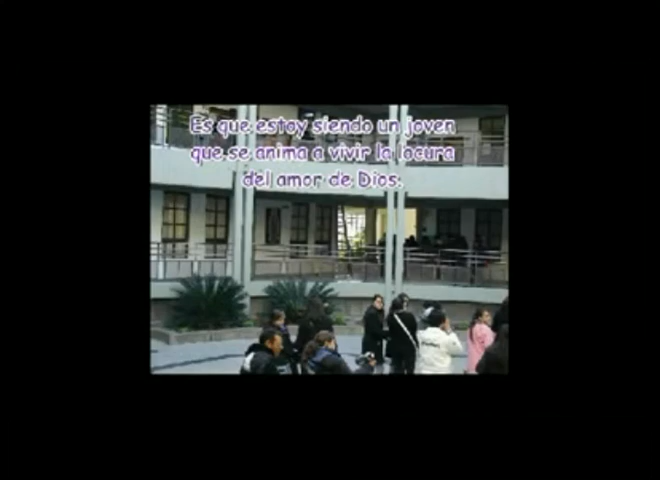 Es que estoy siendo un joven
que se anima a vivir la locura
del amor de Dios.